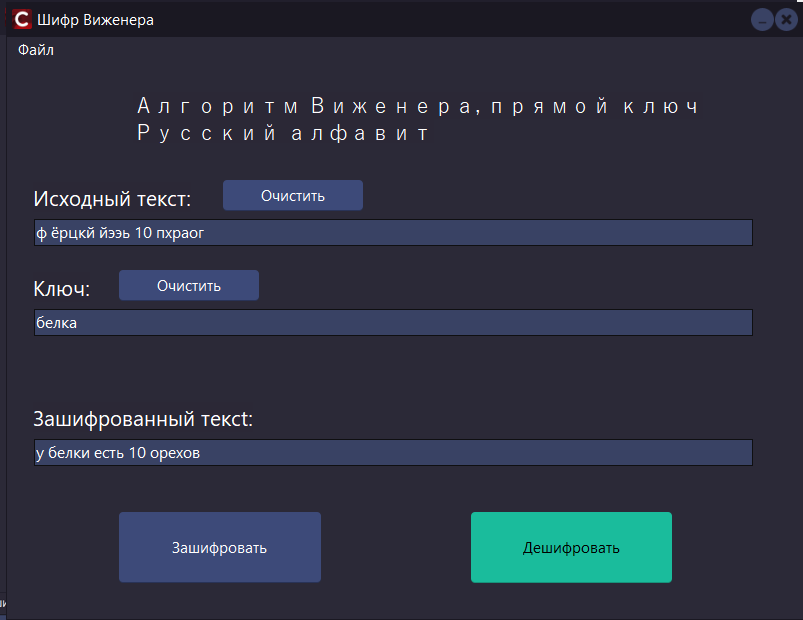 Шифр Виженера
Файл
Алгоритм Виженера, прямой ключ
Русский алфавит
Исходный текст:
Очистить
ф ёрцкй йээь 10 пхраог
Ключ:
Очистить
белка
Зашифрованный текст:
у белки есть 10 орехов
Зашифровать
Дешифровать